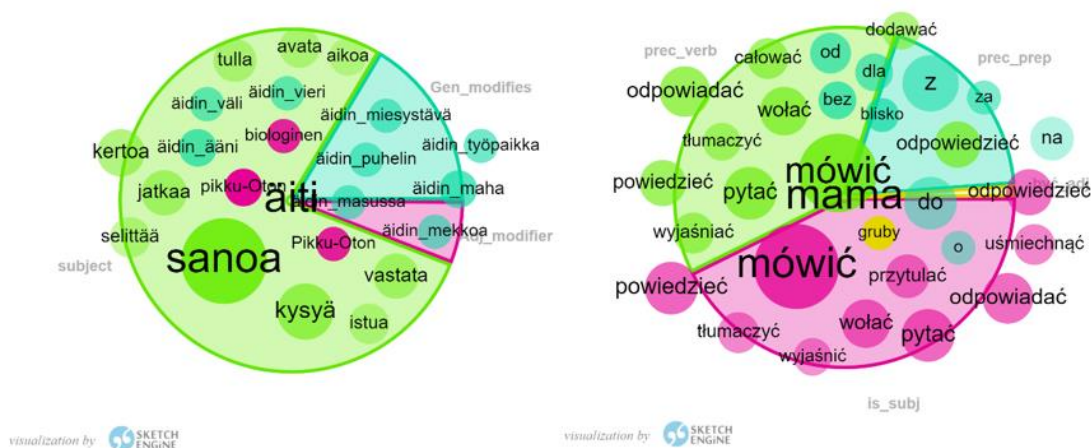 avata
tulla
aikoa
Gen_modifies
äidin_väli
äidin_vieri
äidin_miesystävä
biologinen
kertoa
äidin_ääni
äidin_puhelin
äidin_työpaikka
jatkaa
pikku-Oton
äiti
äidin_masussa
äidin_maha
selittää
Pikku-Oton
äidin_mekkoa
Adj_modifier
subject
sanoa
vastata
kysyä
istua
visualization by SKETCH ENGINE
dodawać
prec_verb
całować
od
prec_prep
odpowiadać
dla
z
bez
za
wołać
blisko
tłumaczyć
odpowiedzieć
na
mówić
powiedzieć
pytać
mama
odpowiedzieć
do
wyjaśniać
gruby
o
uśmiechnąć
mówić
powiedzieć
przytulać
odpowiadać
tłumaczyć
wołać
pytać
wyjaśnić
is_subj
visualization by SKETCH ENGINE